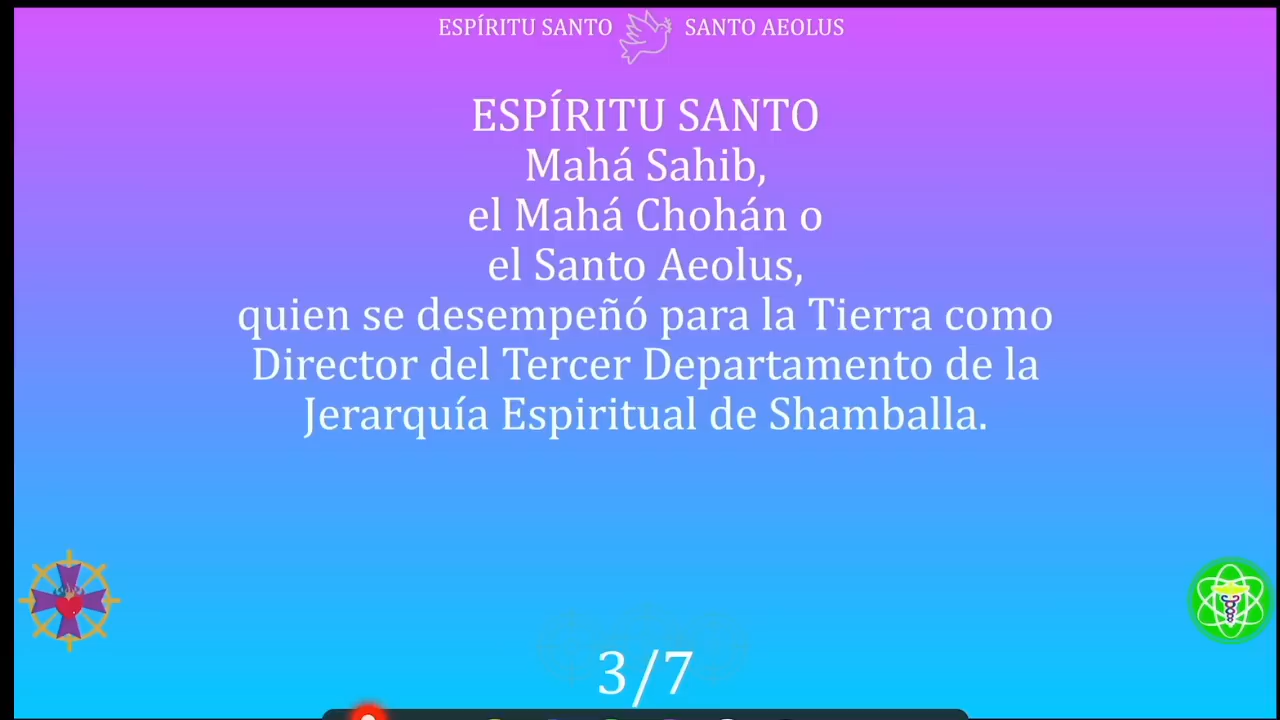 ESPÍRITU SANTO SANTO AEOLUS
ESPÍRITU SANTO
Mahá Sahib,
el Mahá Chohán o
el Santo Aeolus,
quien se desempeñó para la Tierra como
Director del Tercer Departamento de la
Jerarquía Espiritual de Shamballa.
3/7